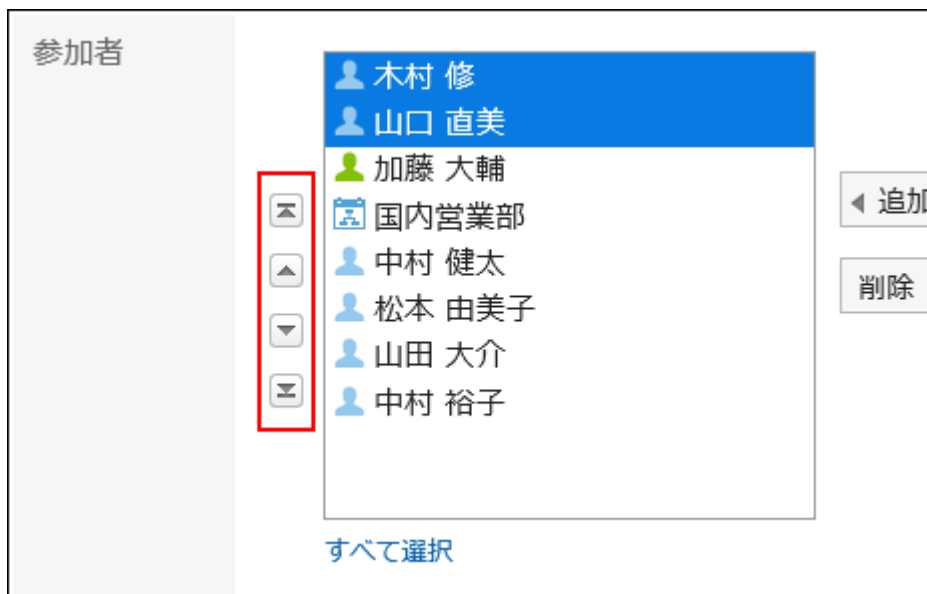 参加者
木村 修
山口 直美
加藤 大輔
国内営業部
中村 健太
松本 由美子
山田 大介
中村 裕子
追加
削除
すべて選択